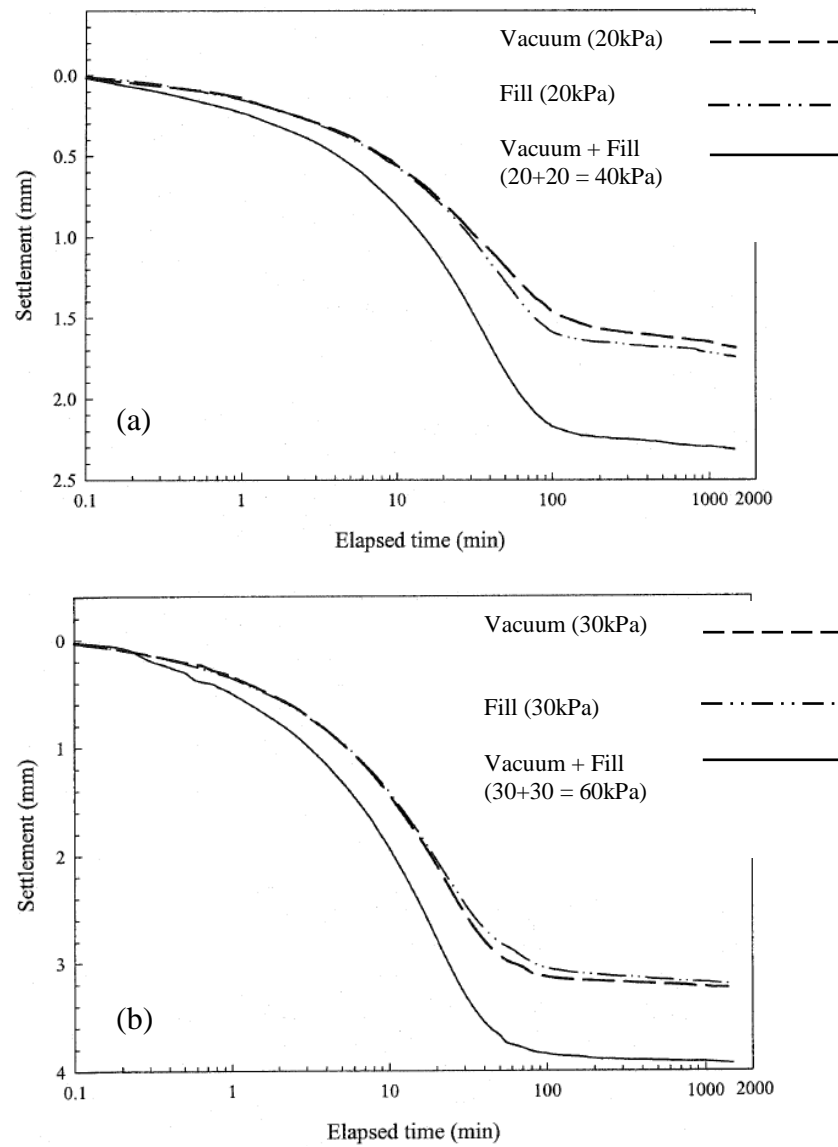 Vacuum (20kPa)
Fill (20kPa)
Vacuum + Fill
(20+20 = 40kPa)
0.0
0.5
1.0
1.5
2.0
2.5
Settlement (mm)
(a)
0.1 1 10 100 1000 2000
Elapsed time (min)
Vacuum (30kPa)
Fill (30kPa)
Vacuum + Fill
(30+30 = 60kPa)
0
1
2
3
4
Settlement (mm)
(b)
0.1 1 10 100 1000 2000
Elapsed time (min)